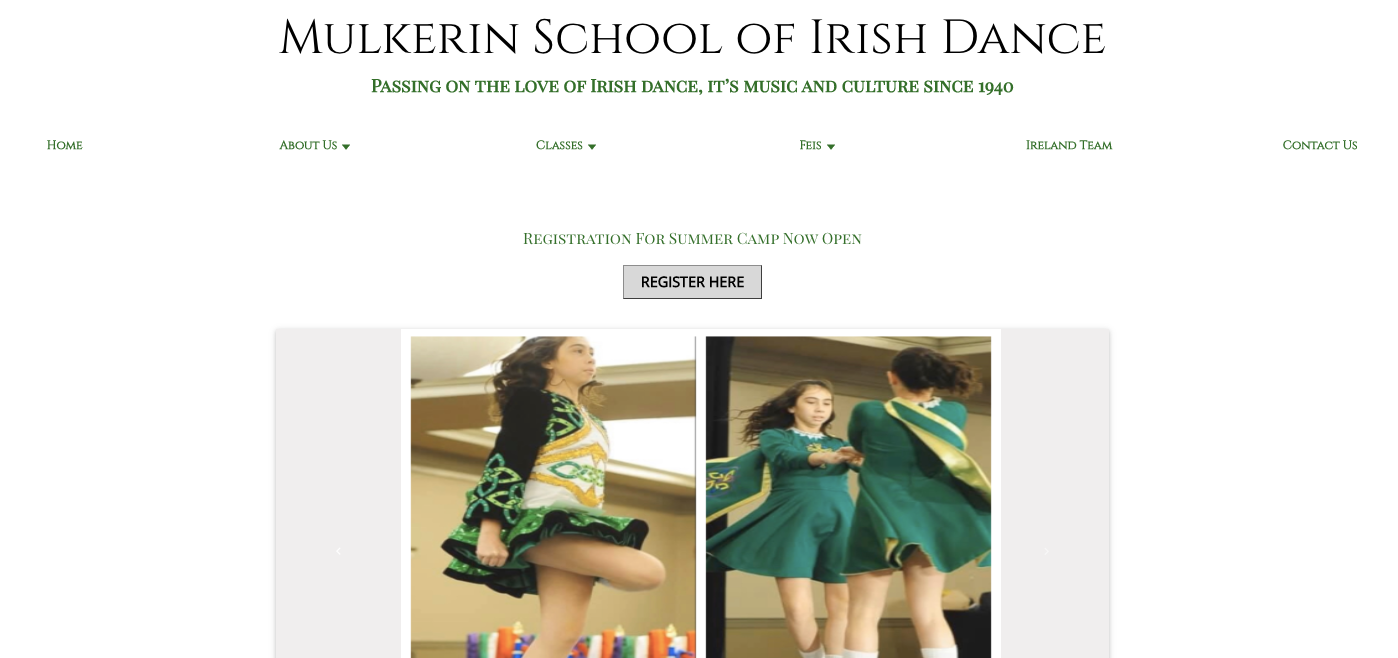 Mulkerin School of Irish Dance
Passing on the love of Irish dance, it's music and culture since 1940
Home About Us Classes Feis Ireland Team Contact Us
Registration For Summer Camp Now Open
REGISTER HERE